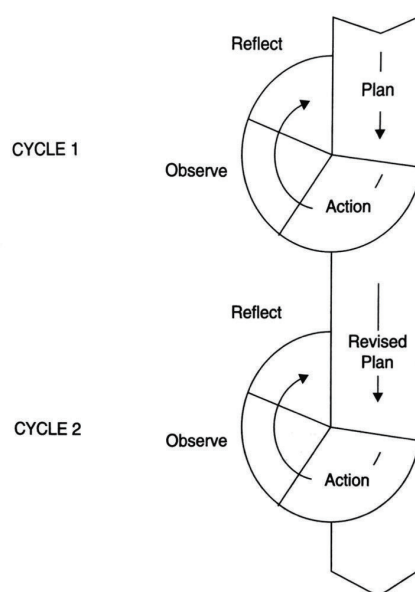 Reflect
Plan
CYCLE 1
Observe
Action
Reflect
Revised
Plan
CYCLE 2
Observe
Action